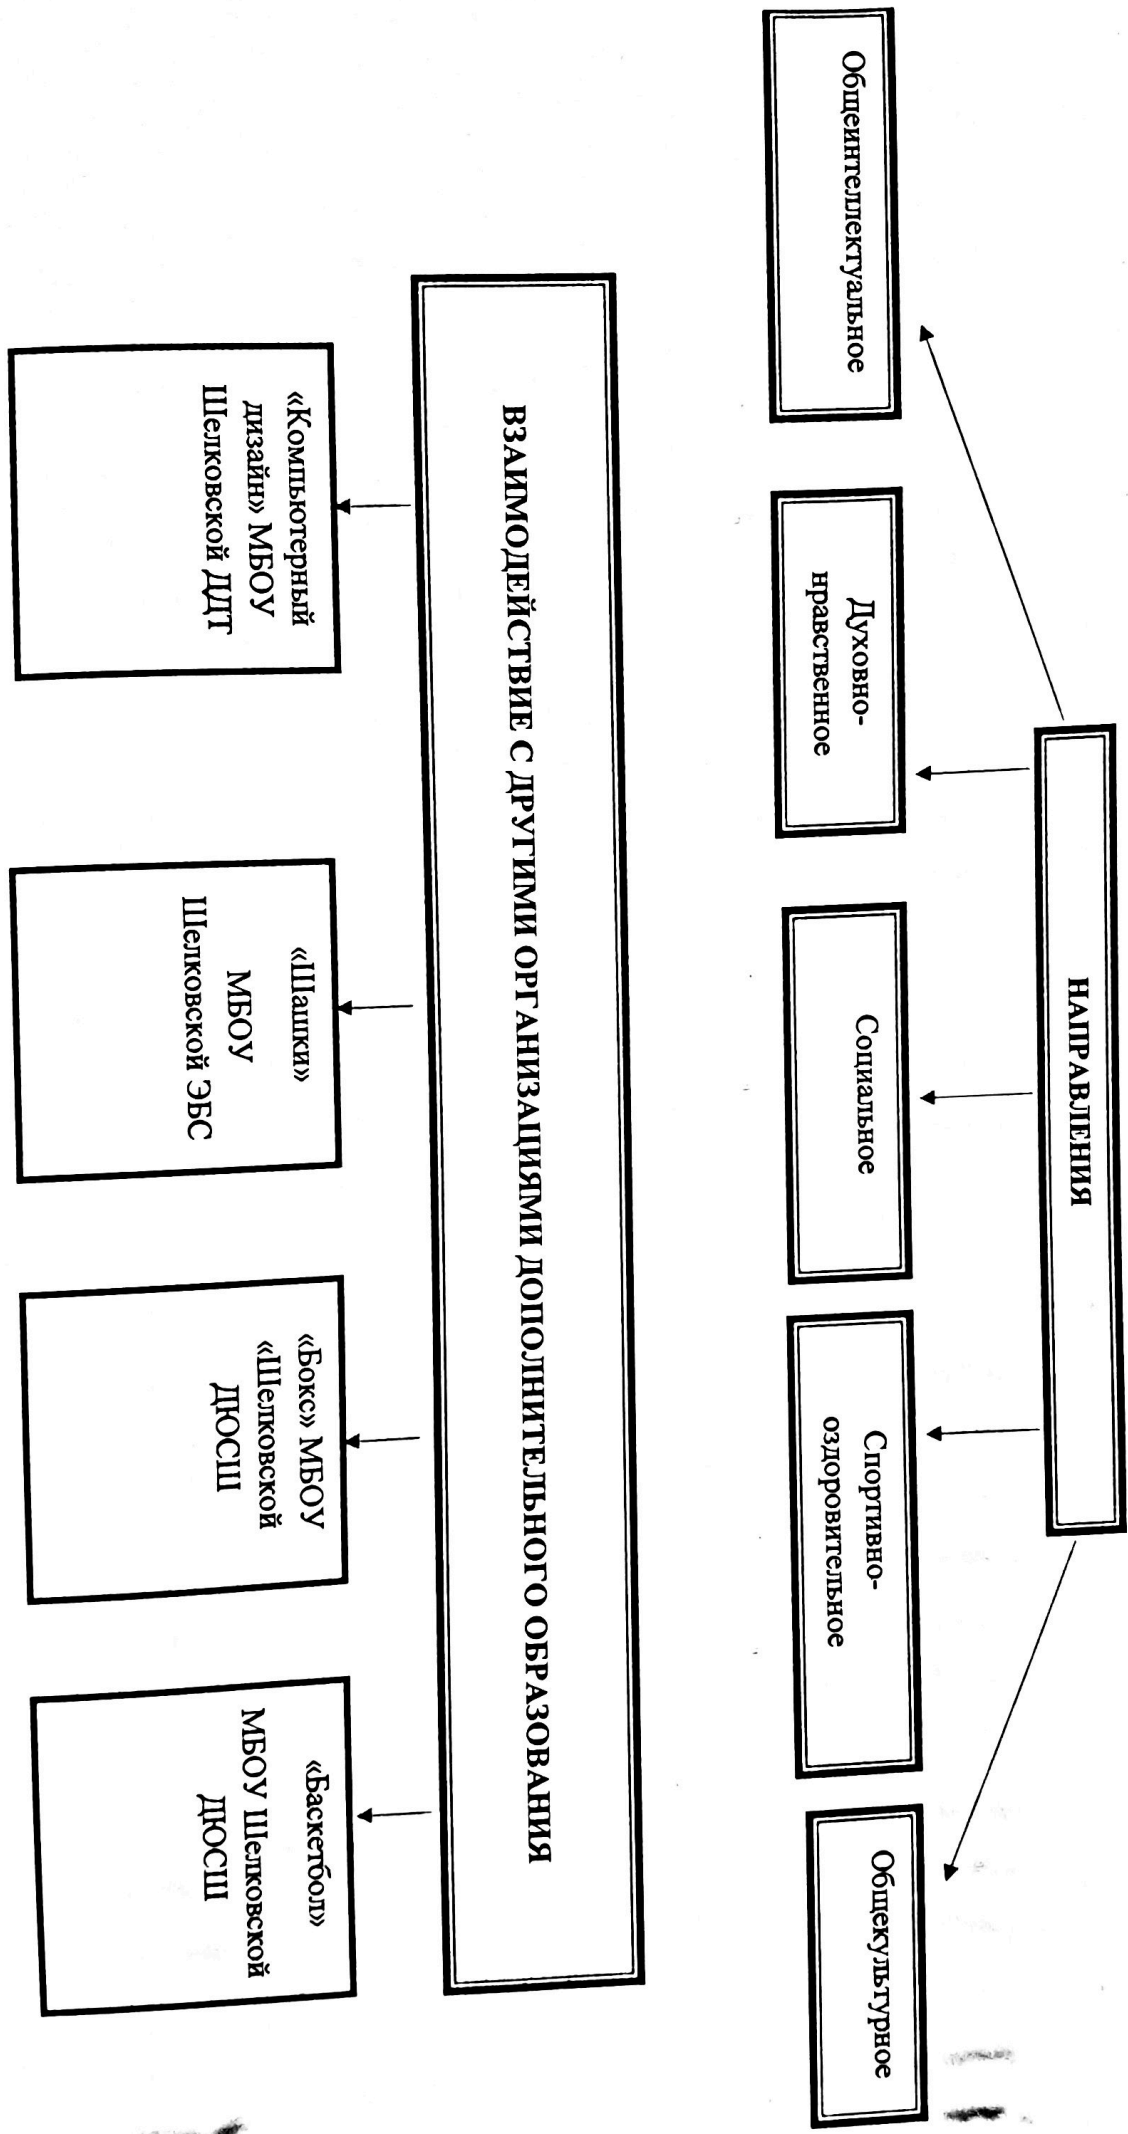 НАПРАВЛЕНИЯ
Общеинтеллектуальное
Духовно-
нравственное
Социальное
Спортивно-
оздоровительное
Общекультурное
ВЗАИМОДЕЙСТВИЕ С ДРУГИМИ ОРГАНИЗАЦИЯМИ ДОПОЛНИТЕЛЬНОГО ОБРАЗОВАНИЯ
«Компьютерный
дизайн» МБОУ
Шелковской ДДТ
«Шашки»
МБОУ
Шелковской ЭБС
«Бокс» МБОУ
«Шелковской
ДЮСШ
«Баскетбол»
МБОУ Шелковской
ДЮСШ